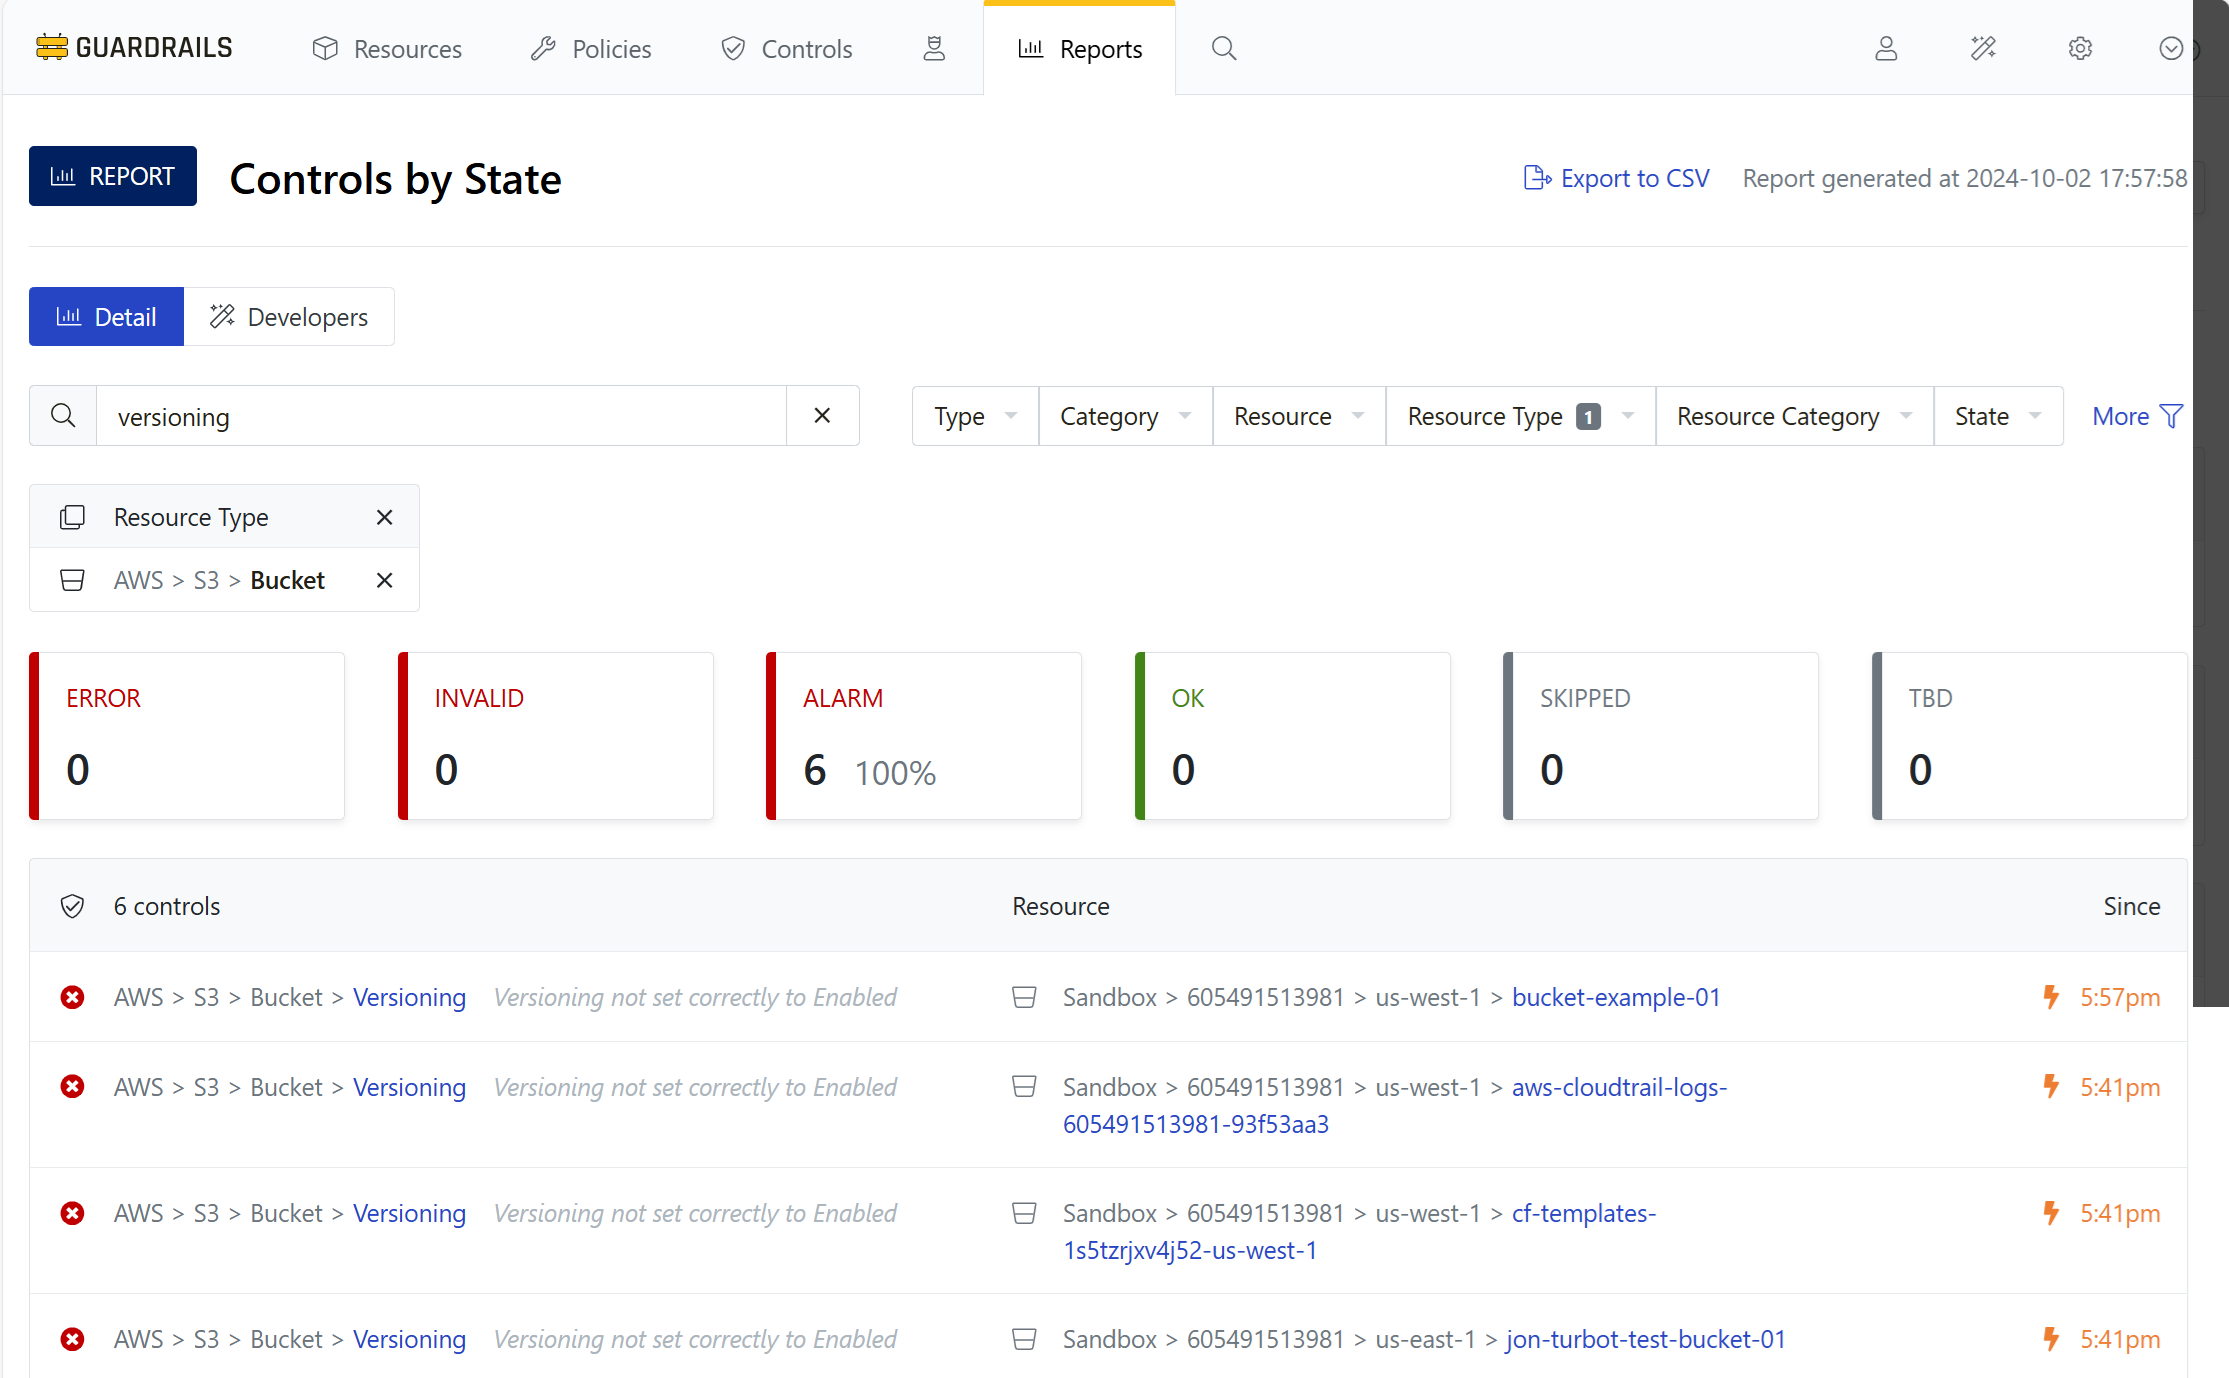 GUARDRAILS Resources Policies Controls Reports
REPORT Controls by State Export to CSV Report generated at 2024-10-02 17:57:58
Detail Developers
versioning Type Category Resource Resource Type 1 Resource Category State More
Resource Type
AWS > S3 > Bucket
ERROR INVALID ALARM OK SKIPPED TBD
0 0 6 100% 0 0 0
6 controls Resource Since
AWS > S3 > Bucket > Versioning Versioning not set correctly to Enabled Sandbox > 605491513981 > us-west-1 > bucket-example-01 5:57pm
AWS > S3 > Bucket > Versioning Versioning not set correctly to Enabled Sandbox > 605491513981 > us-west-1 > aws-cloudtrail-logs- 5:41pm
605491513981-93f53aa3
AWS > S3 > Bucket > Versioning Versioning not set correctly to Enabled Sandbox > 605491513981 > us-west-1 > cf-templates- 5:41pm
1s5tzrjxv4j52-us-west-1
AWS > S3 > Bucket > Versioning Versioning not set correctly to Enabled Sandbox > 605491513981 > us-east-1 > jon-turbot-test-bucket-01 5:41pm